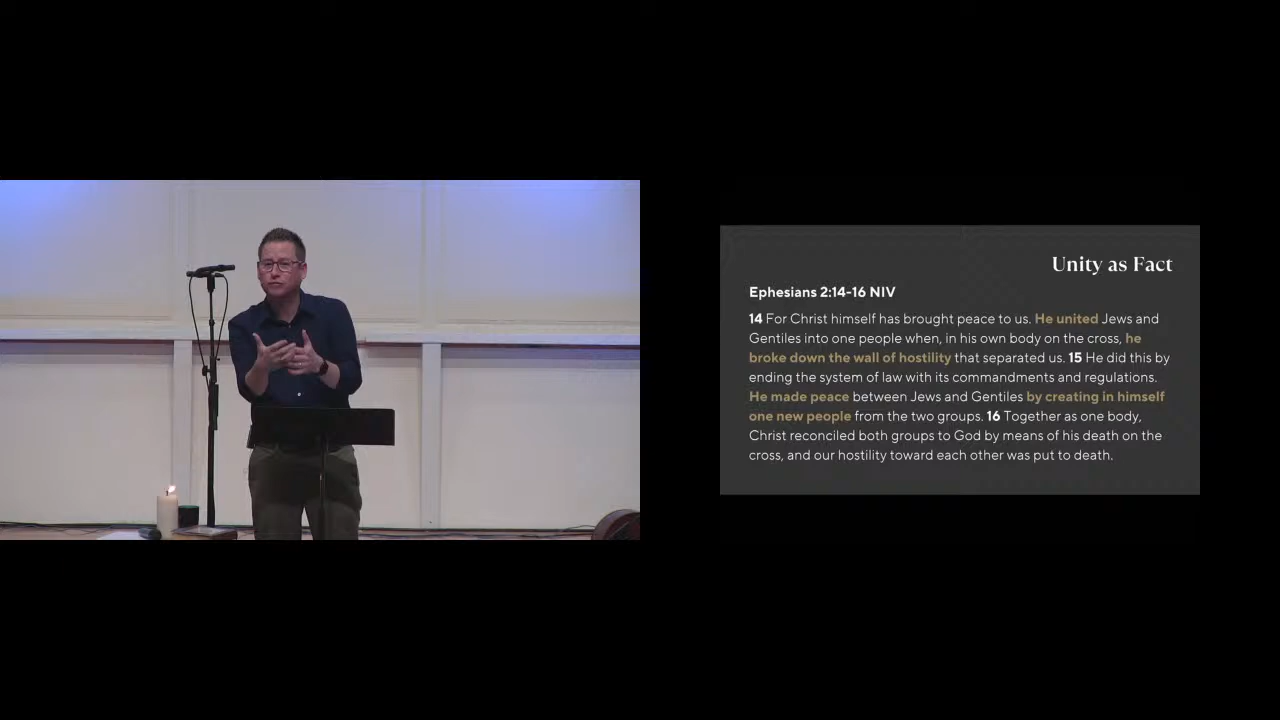 Unity as Fact
Ephesians 2:14-16 NIV
14 For Christ himself has brought peace to us. He united Jews and
Gentiles into one people when, in his own body on the cross, he
broke down the wall of hostility that separated us. 15 He did this by
ending the system of law with its commandments and regulations.
He made peace between Jews and Gentiles by creating in himself
one new people from the two groups. 16 Together as one body,
Christ reconciled both groups to God by means of his death on the
cross, and our hostility toward each other was put to death.